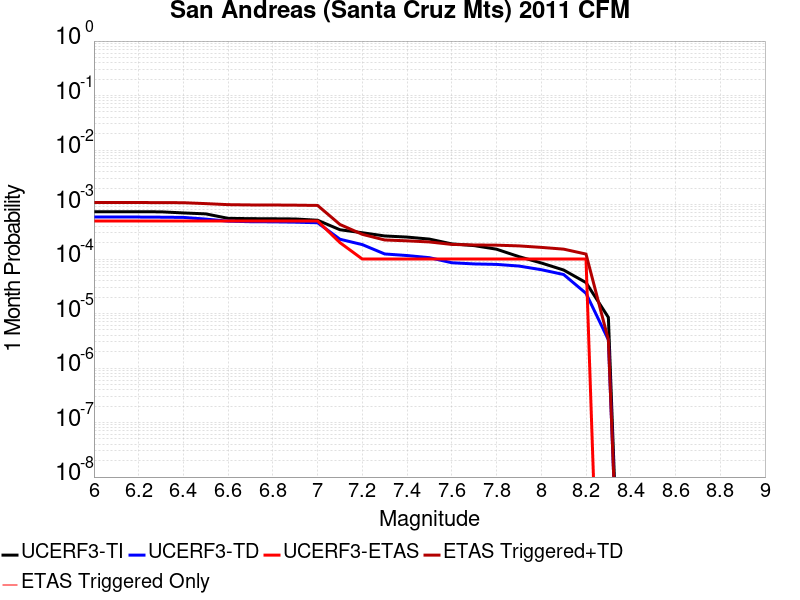 San Andreas (Santa Cruz Mts) 2011 CFM
10^0
10^-1
10^-2
10^-3
10^-4
10^-5
10^-6
10^-7
10^-8
1 Month Probability
6 6.2 6.4 6.6 6.8 7 7.2 7.4 7.6 7.8 8 8.2 8.4 8.6 8.8 9
Magnitude
UCERF3-TI UCERF3-TD UCERF3-ETAS ETAS Triggered+TD
ETAS Triggered Only